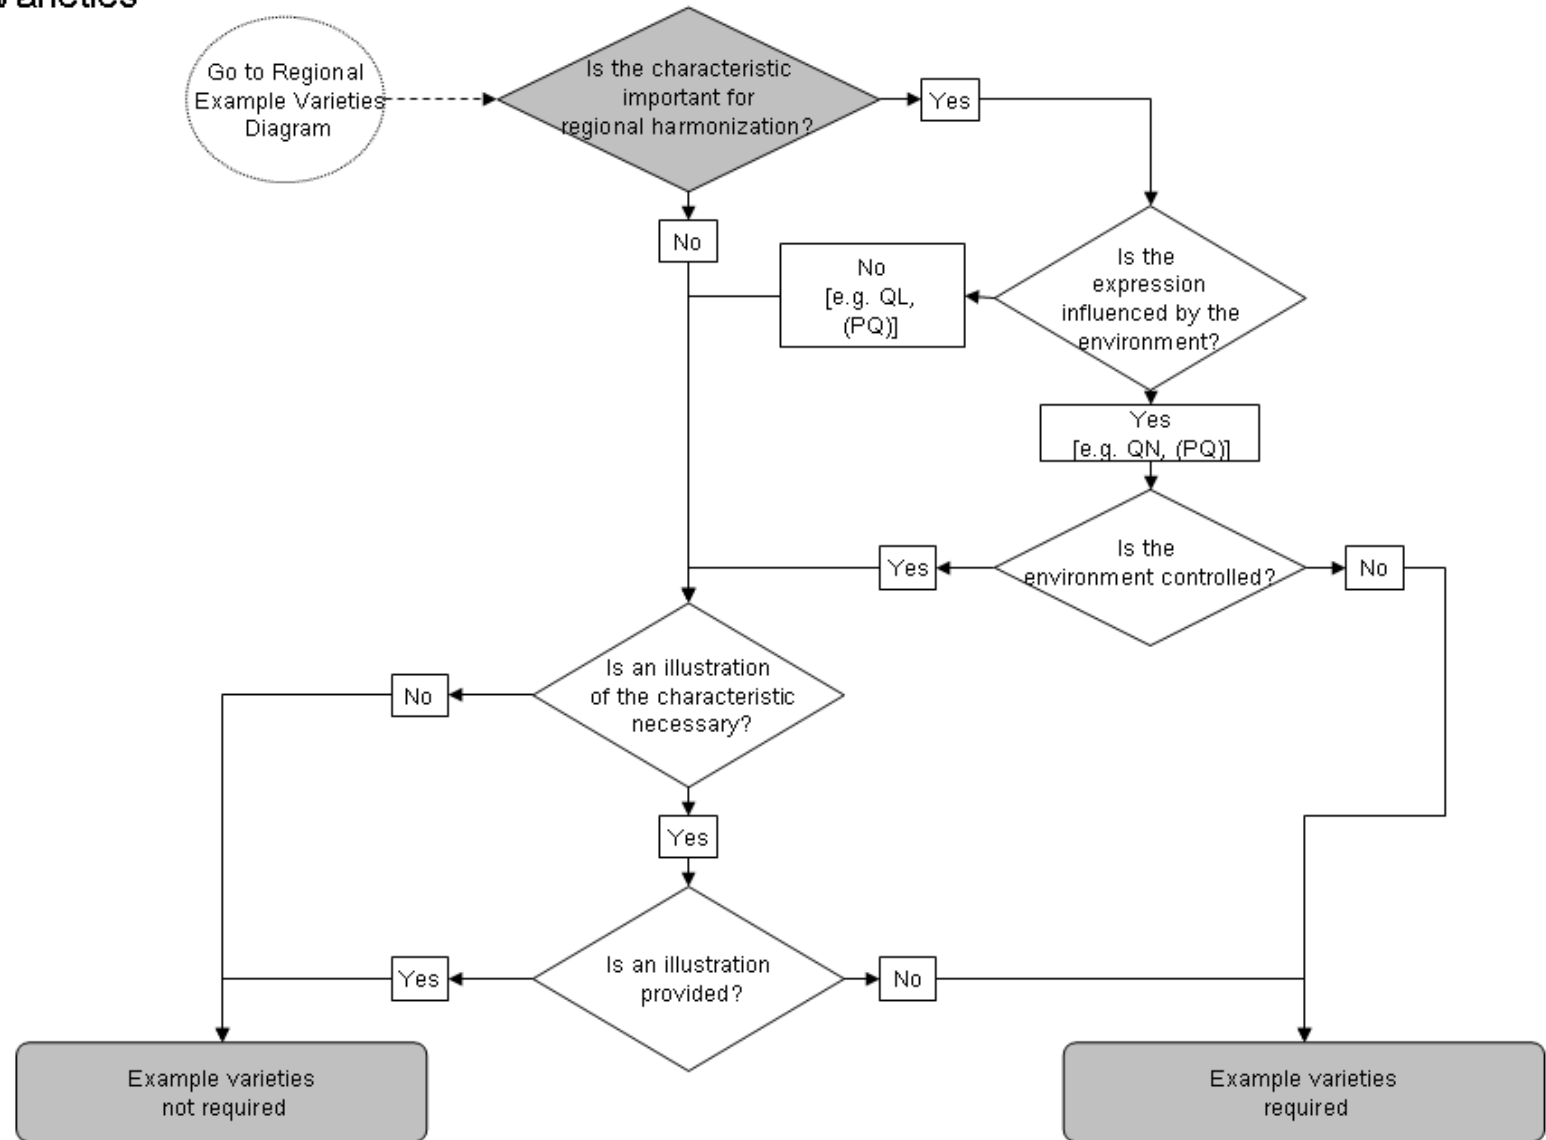 Go to Regional
Example Varieties
Diagram
Is the characteristic
important for
regional harmonization?
Yes
No
No
[e.g. QL,
(PQ)]
Is the
expression
influenced by the
environment?
Yes
[e.g. QN, (PQ)]
Yes
Is the
environment controlled?
No
No
Is an illustration
of the characteristic
necessary?
Yes
Yes
Is an illustration
provided?
No
Example varieties
not required
Example varieties
required